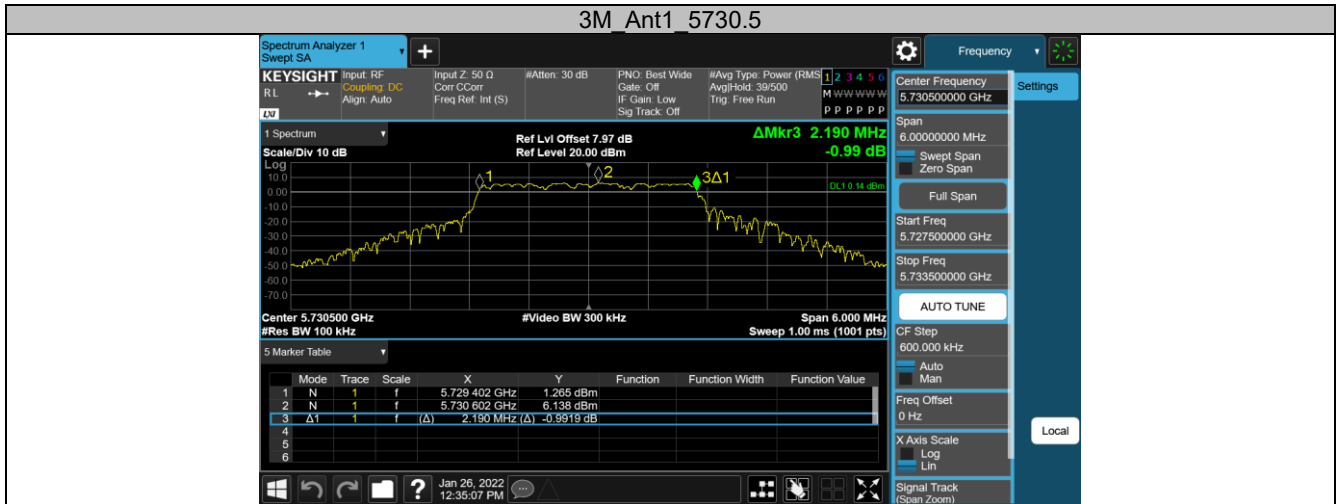 3M_Ant1_5730.5
Spectrum Analyzer 1
Swept SA
+
Frequency
KEYSIGHT
RL
LXI
Input: RF
Coupling: DC
Align: Auto
Input Z: 50 Ω
Corr CCorr
Freq Ref: Int (S)
#Atten: 30 dB
PNO: Best Wide
Gate: Off
IF Gain: Low
Sig Track: Off
#Avg Type: Power (RMS
Avg|Hold: 39/500
Trig: Free Run
1 2 3 4 5 6
M W W W W W
P P P P P P
1 Spectrum
Scale/Div 10 dB
Ref Lvl Offset 7.97 dB
Ref Level 20.00 dBm
ΔMkr3 2.190 MHz
-0.99 dB
Log
10.0
0.00
-10.0
-20.0
-30.0
-40.0
-50.0
-60.0
-70.0
1
2
3Δ1
DL1 0.14 dBm
Center 5.730500 GHz
#Res BW 100 kHz
#Video BW 300 kHz
Span 6.000 MHz
Sweep 1.00 ms (1001 pts)
5 Marker Table
Mode Trace Scale X Y Function Function Width Function Value
1 N 1 f 5.729 402 GHz 1.265 dBm
2 N 1 f 5.730 602 GHz 6.138 dBm
3 Δ1 1 f (Δ) 2.190 MHz (Δ) -0.9919 dB
4
5
6
?
Jan 26, 2022
12:35:07 PM
Center Frequency
5.730500000 GHz
Settings
Span
6.00000000 MHz
Swept Span
Zero Span
Full Span
Start Freq
5.727500000 GHz
Stop Freq
5.733500000 GHz
AUTO TUNE
CF Step
600.000 kHz
Auto
Man
Freq Offset
0 Hz
X Axis Scale
Log
Lin
Local
Signal Track
(Span Zoom)